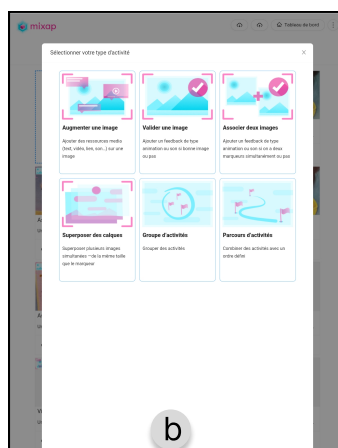 mixap
Tableau de bord
Sélectionner votre type d'activité
Augmenter une image
Ajouter des ressources media
(text, vidéo, lien, son...) sur une
image
Valider une image
Ajouter un feedback de type
animation ou son si bonne image
ou pas
Associer deux images
Ajouter un feedback de type
animation ou son si on a deux
marqueurs simultanément ou pas
Superposer des calques
Superposer plusieurs images
simultanées —de la même taille
que le marqueur
Groupe d'activités
Grouper des activités
Parcours d'activités
Combiner des activités avec un
ordre défini
b